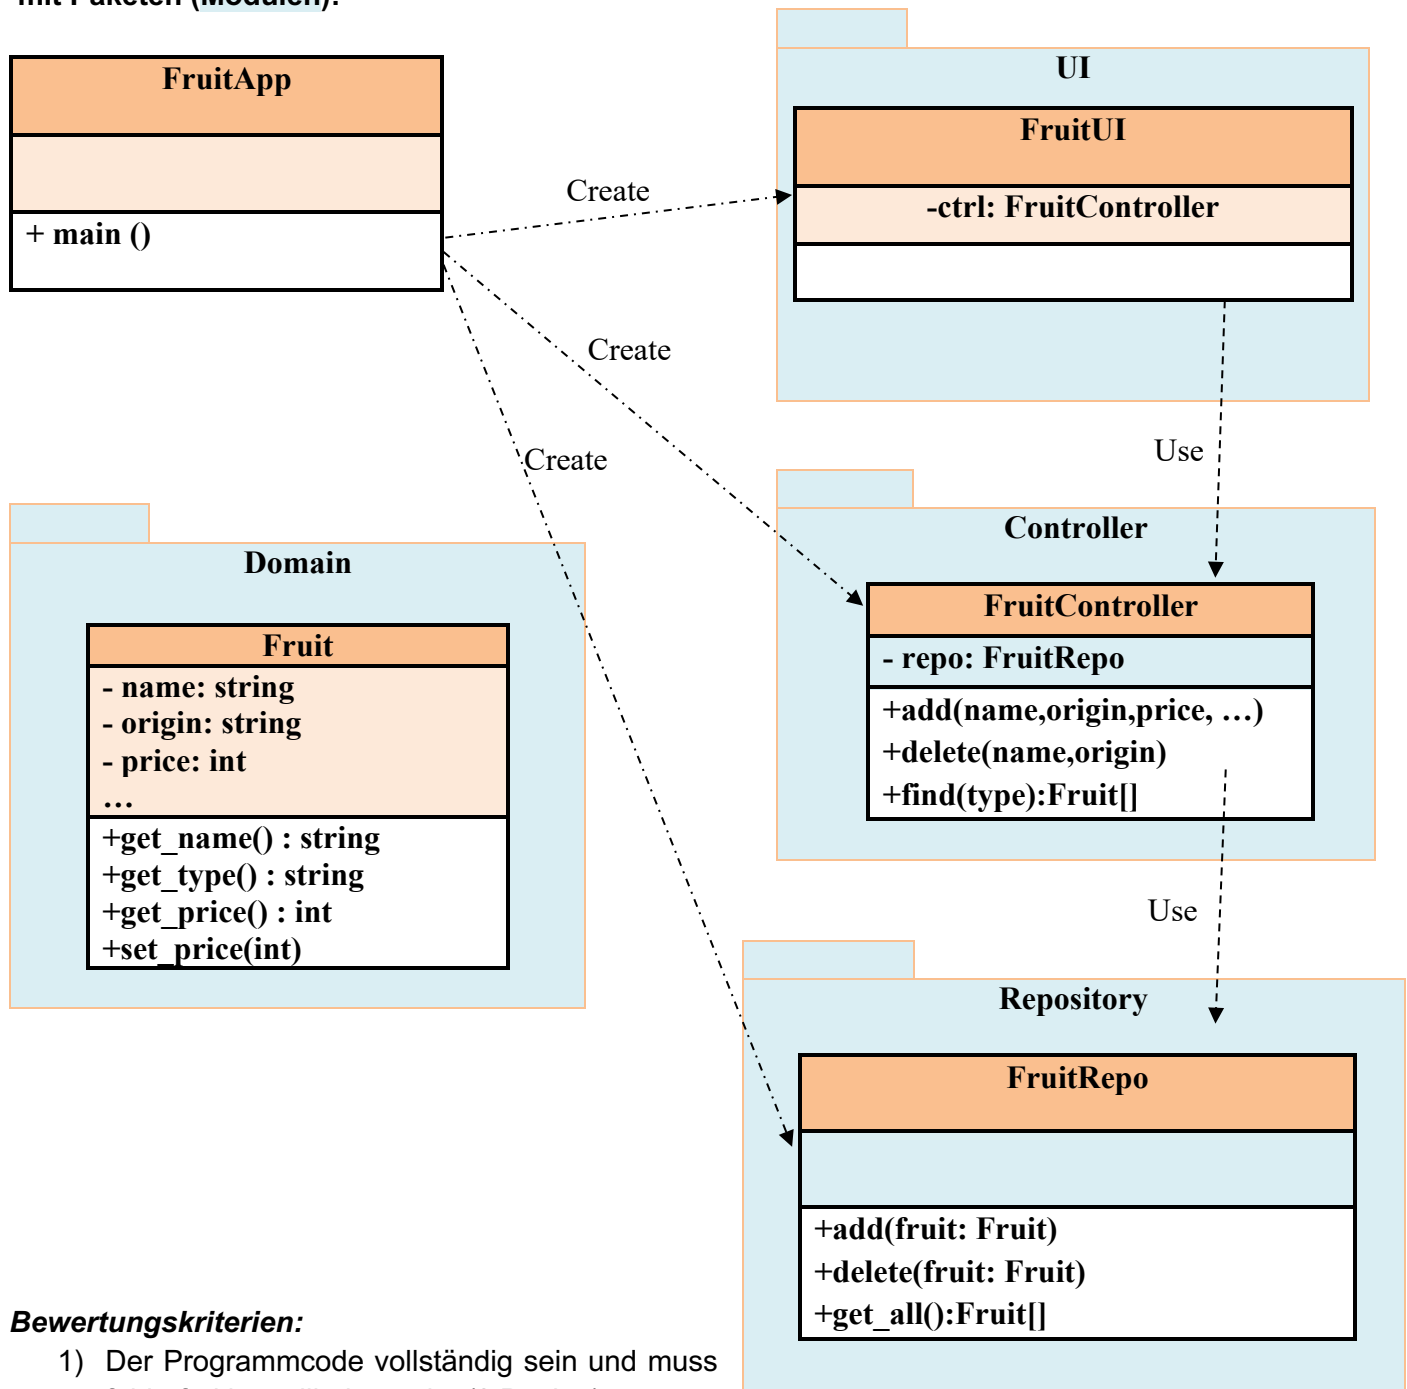 mit Paketen (Modulen):
FruitApp
+ main ()
Create
Create
Create
UI
FruitUI
-ctrl: FruitController
Use
Controller
FruitController
- repo: FruitRepo
+add(name,origin,price, …)
+delete(name,origin)
+find(type):Fruit[]
Use
Domain
Fruit
- name: string
- origin: string
- price: int
…
+get_name() : string
+get_type() : string
+get_price() : int
+set_price(int)
Repository
FruitRepo
+add(fruit: Fruit)
+delete(fruit: Fruit)
+get_all():Fruit[]
Bewertungskriterien:
1) Der Programmcode vollständig sein und muss